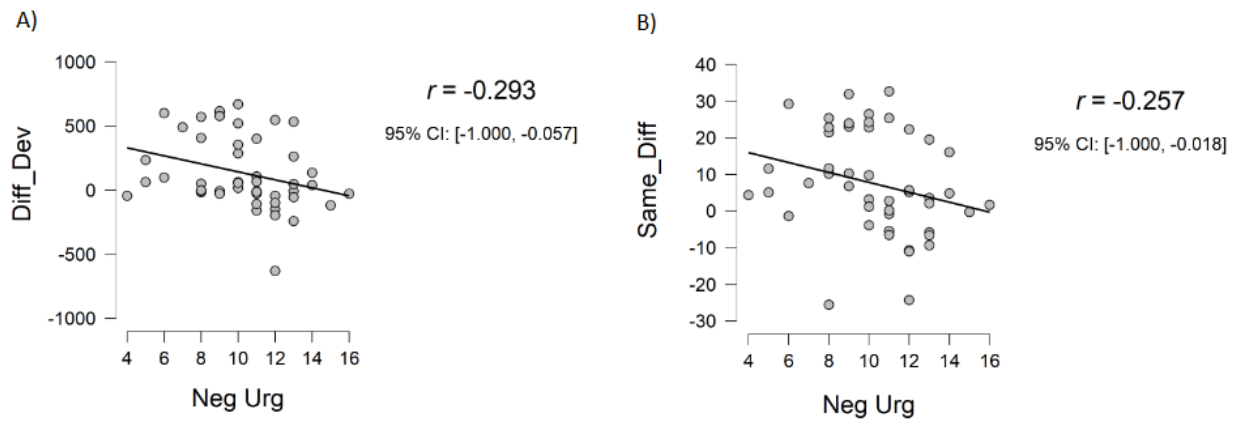 A)
1000
500
0
-500
-1000
Diff_Dev
4 6 8 10 12 14 16
Neg Urg
r = -0.293
95% CI: [-1.000, -0.057]
B)
40
30
20
10
0
-10
-20
-30
Same_Diff
4 6 8 10 12 14 16
Neg Urg
r = -0.257
95% CI: [-1.000, -0.018]